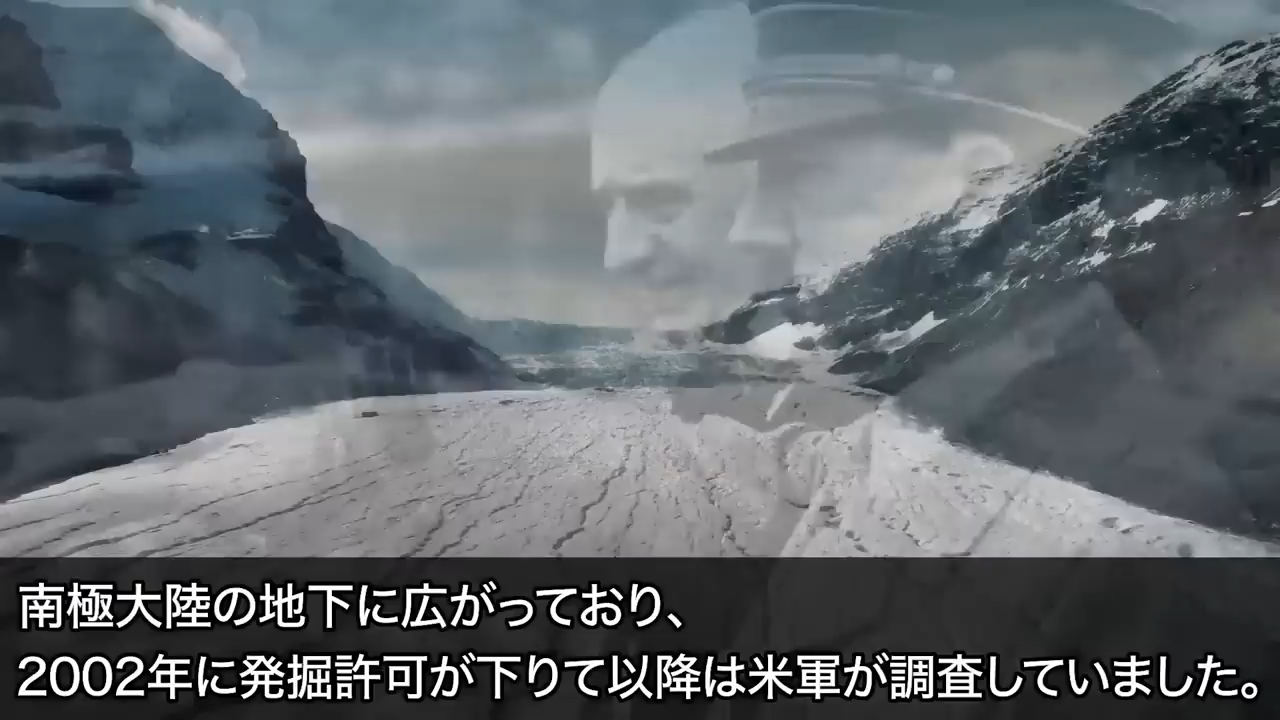 南極大陸の地下に広がっており、
2002年に発掘許可が下りて以降は米軍が調査していました。